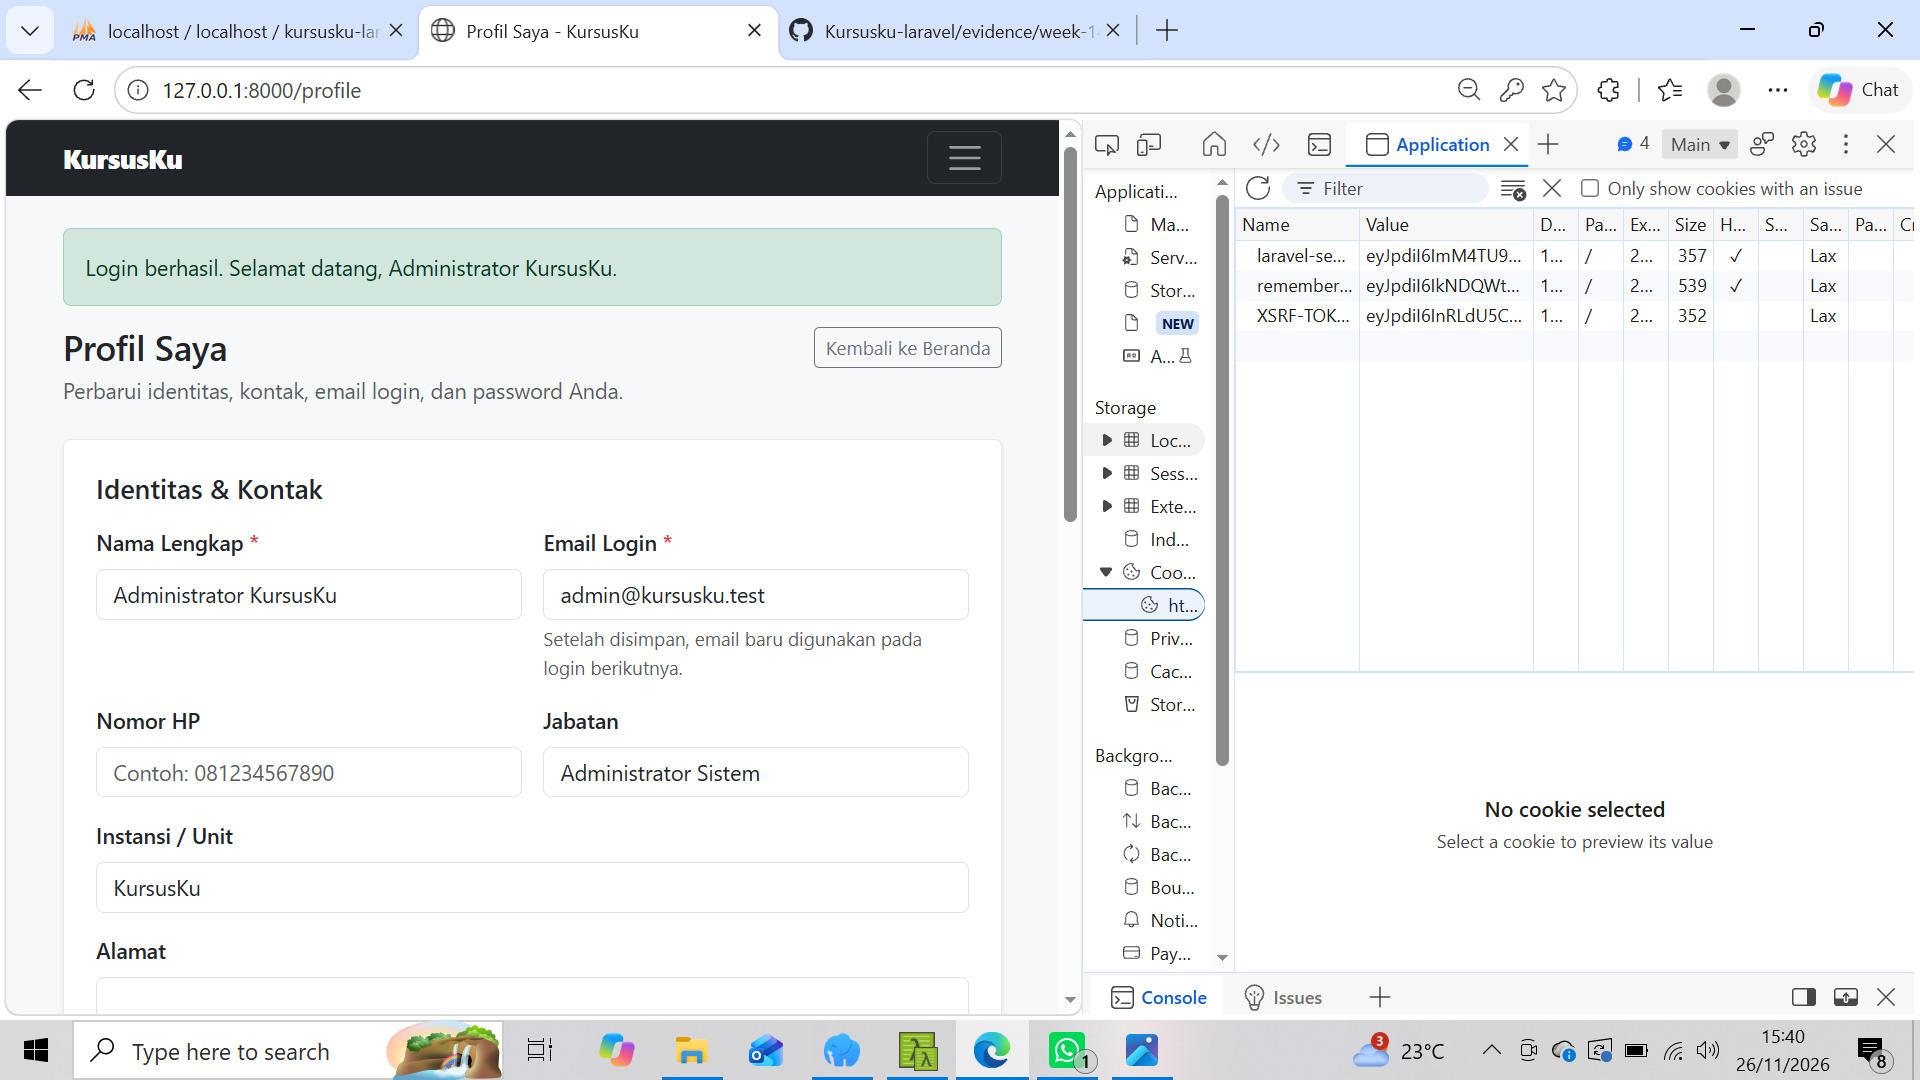 localhost / localhost / kursusku-lar
Profil Saya - KursusKu
Kursusku-laravel/evidence/week-14
127.0.0.1:8000/profile
Chat
KursusKu
Login berhasil. Selamat datang, Administrator KursusKu.
Profil Saya
Kembali ke Beranda
Perbarui identitas, kontak, email login, dan password Anda.
Identitas & Kontak
Nama Lengkap *
Email Login *
Administrator KursusKu
admin@kursusku.test
Setelah disimpan, email baru digunakan pada
login berikutnya.
Nomor HP
Jabatan
Contoh: 081234567890
Administrator Sistem
Instansi / Unit
KursusKu
Alamat
Application
4
Main
Applicati...
Ma...
Serv...
Stor...
NEW
A...
Storage
Loc...
Sess...
Exte...
Ind...
Coo...
ht...
Priv...
Cac...
Stor...
Backgro...
Bac...
Bac...
Bac...
Bou...
Noti...
Pay...
Filter
Only show cookies with an issue
Name Value D... Pa... Ex... Size H... S... Sa... Pa... Cr
laravel-se... eyJpdiI6ImM4TU9... 1... / 2... 357 ✓ Lax
remember... eyJpdiI6IkNDQWt... 1... / 2... 539 ✓ Lax
XSRF-TOK... eyJpdiI6InRLdU5C... 1... / 2... 352 Lax
No cookie selected
Select a cookie to preview its value
Console
Issues
Type here to search
1
3
23°C
15:40
26/11/2026
8